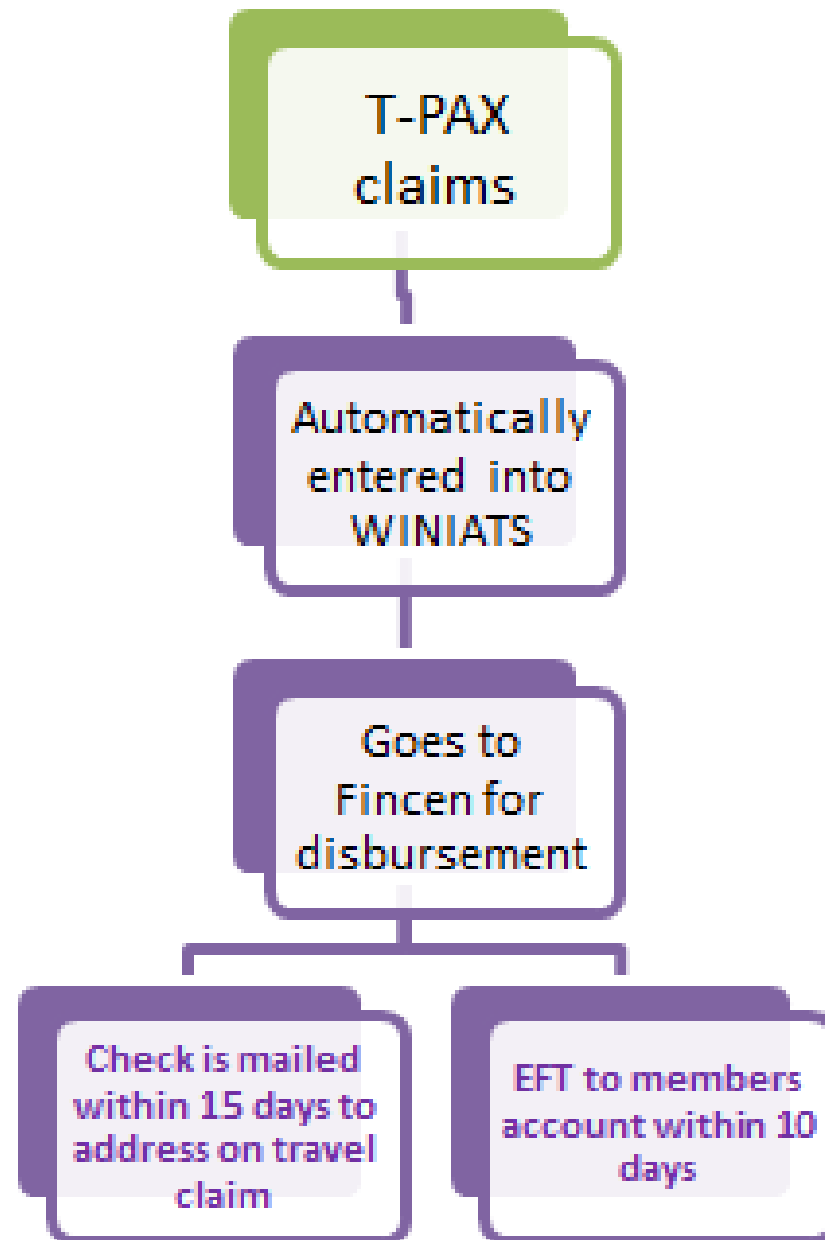 T-PAX
claims
Automatically
entered into
WINIATS
Goes to
Fincen for
disbursement
Check is mailed
within 15 days to
address on travel
claim
EFT to members
account within 10
days